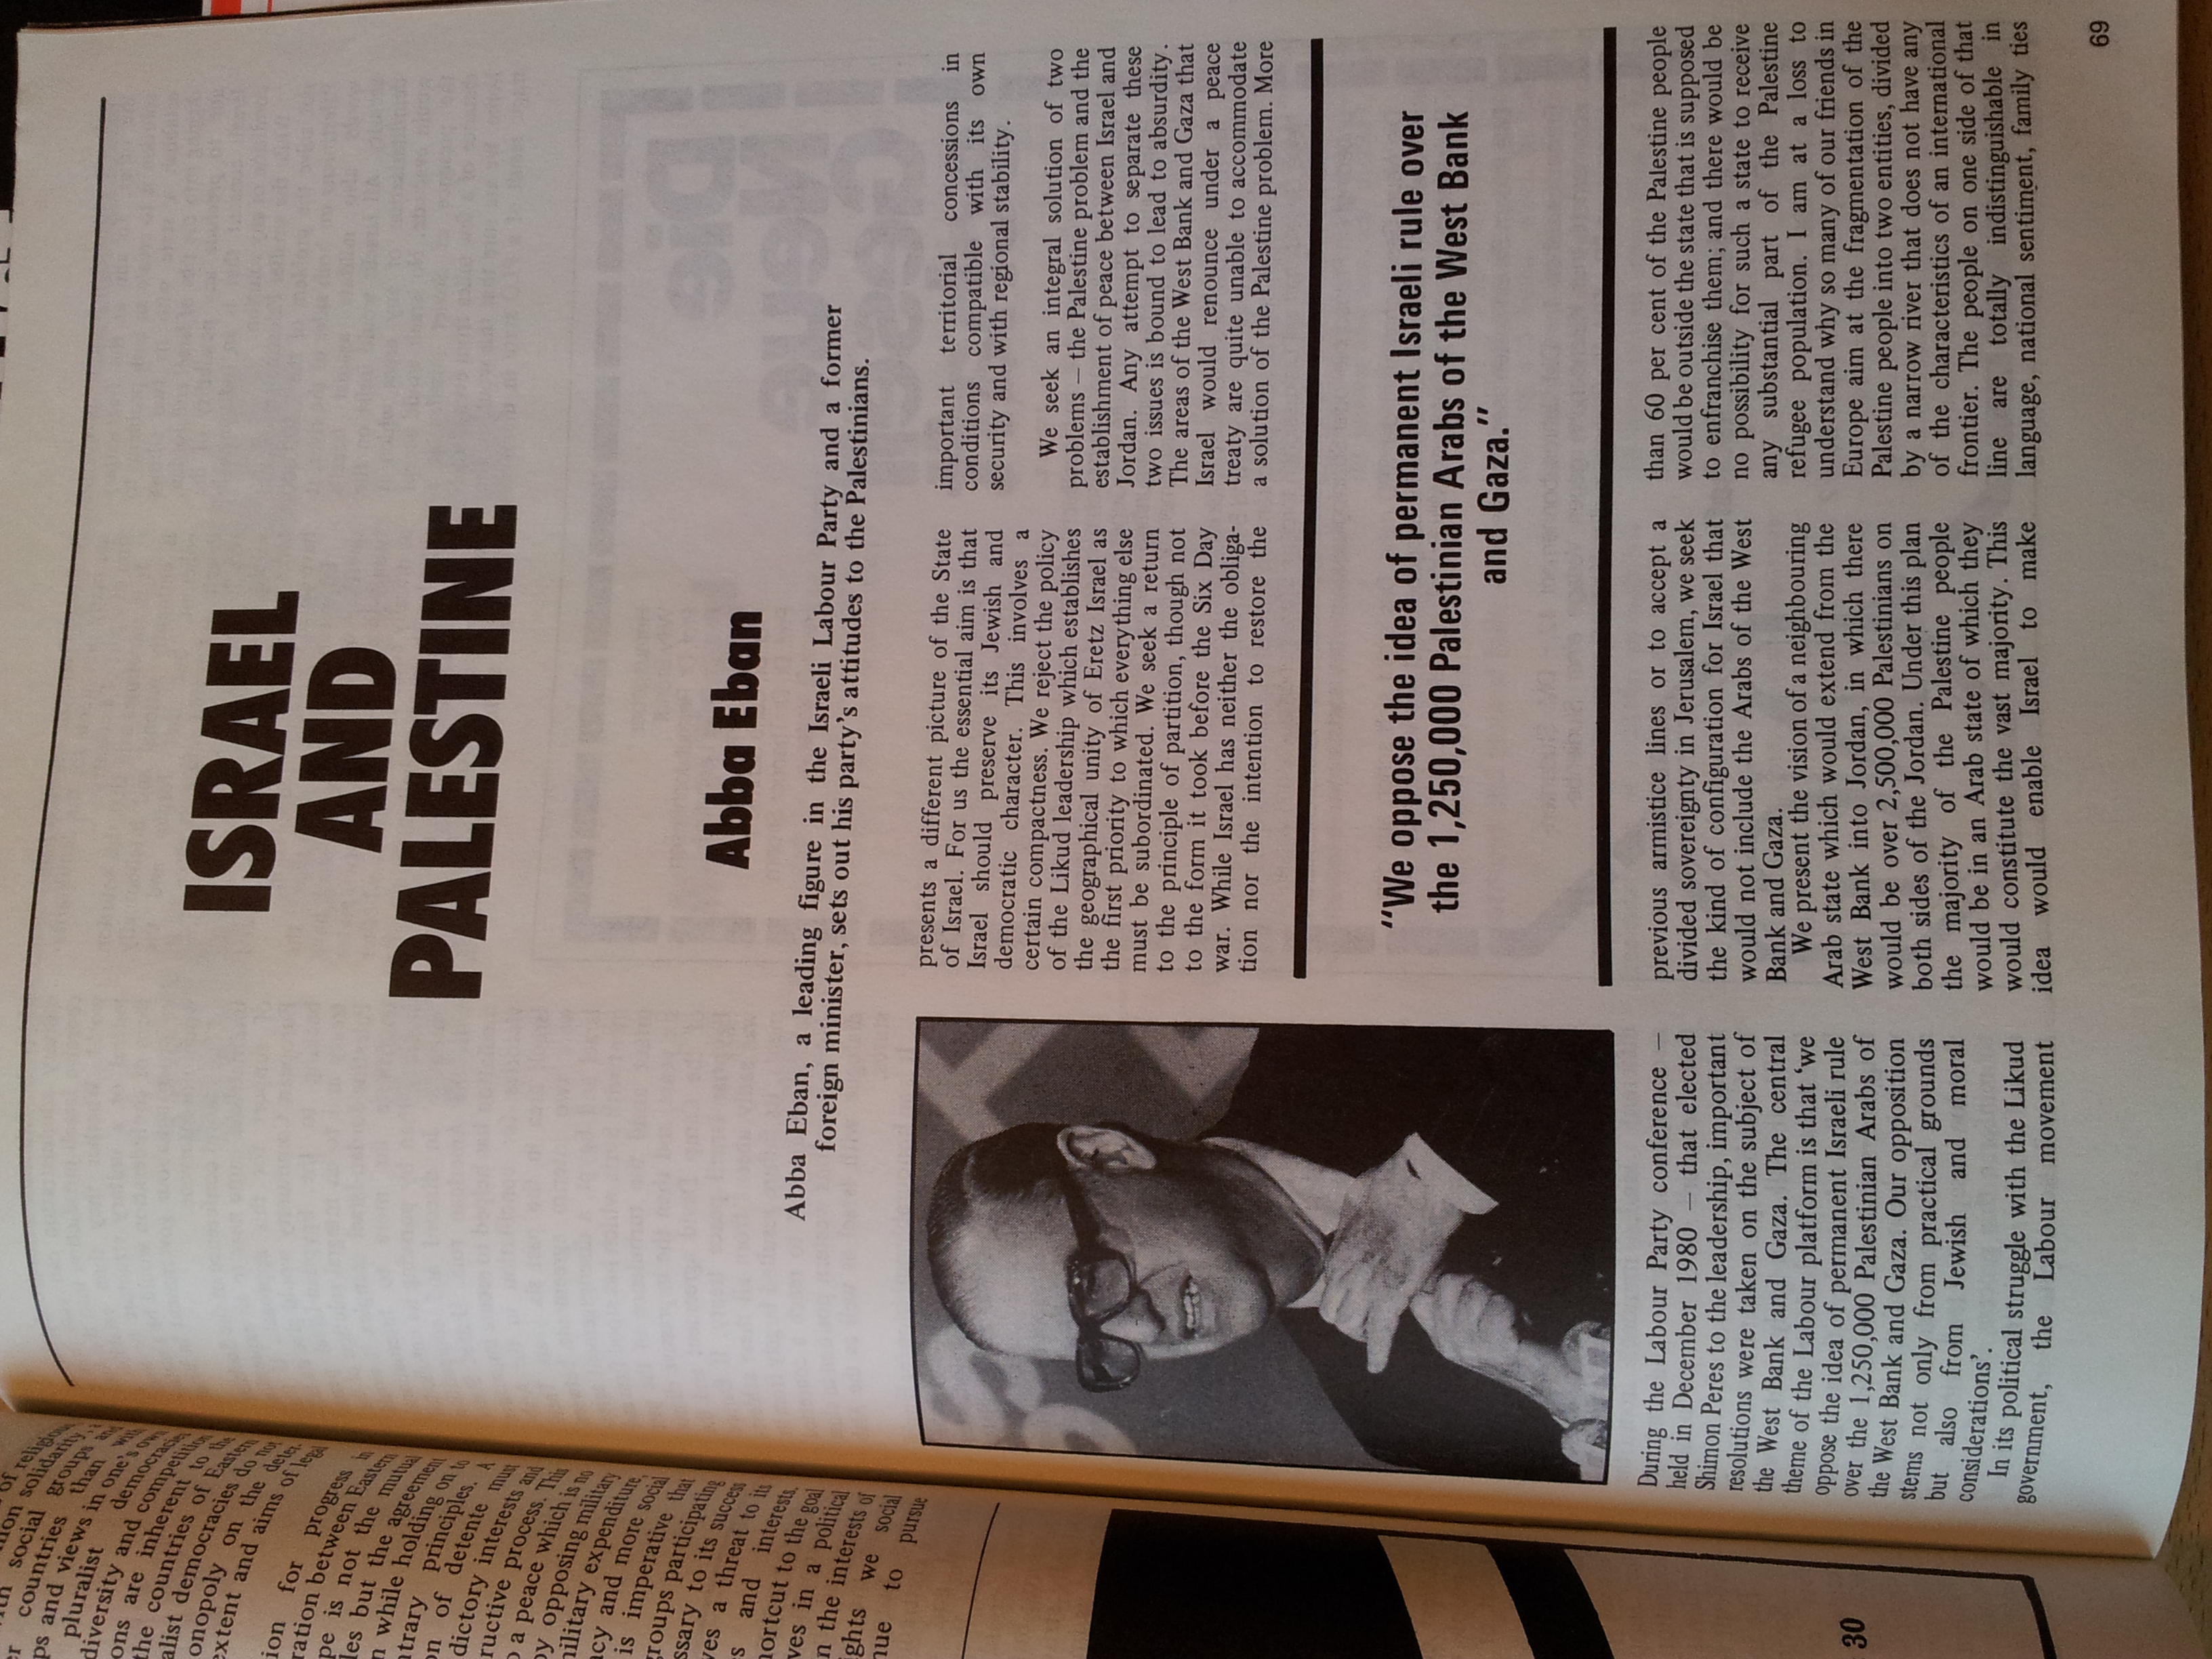 30
ISRAEL
AND
PALESTINE
Abba Eban
Abba Eban, a leading figure in the Israeli Labour Party and a former
foreign minister, sets out his party's attitudes to the Palestinians.
During the Labour Party conference –
held in December 1980 – that elected
Shimon Peres to the leadership, important
resolutions were taken on the subject of
the West Bank and Gaza. The central
theme of the Labour platform is that 'we
oppose the idea of permanent Israeli rule
over the 1,250,000 Palestinian Arabs of
the West Bank and Gaza. Our opposition
stems not only from practical grounds
but also from Jewish and moral
considerations'.
In its political struggle with the Likud
government, the Labour movement
presents a different picture of the State
of Israel. For us the essential aim is that
Israel should preserve its Jewish and
democratic character. This involves a
certain compactness. We reject the policy
of the Likud leadership which establishes
the geographical unity of Eretz Israel as
the first priority to which everything else
must be subordinated. We seek a return
to the principle of partition, though not
to the form it took before the Six Day
war. While Israel has neither the obliga-
tion nor the intention to restore the
previous armistice lines or to accept a
divided sovereignty in Jerusalem, we seek
the kind of configuration for Israel that
would not include the Arabs of the West
Bank and Gaza.
We present the vision of a neighbouring
Arab state which would extend from the
West Bank into Jordan, in which there
would be over 2,500,000 Palestinians on
both sides of the Jordan. Under this plan
the majority of the Palestine people
would be in an Arab state of which they
would constitute the vast majority. This
idea would enable Israel to make
important territorial concessions in
conditions compatible with its own
security and with regional stability.
We seek an integral solution of two
problems – the Palestine problem and the
establishment of peace between Israel and
Jordan. Any attempt to separate these
two issues is bound to lead to absurdity.
The areas of the West Bank and Gaza that
Israel would renounce under a peace
treaty are quite unable to accommodate
a solution of the Palestine problem. More
than 60 per cent of the Palestine people
would be outside the state that is supposed
to enfranchise them; and there would be
no possibility for such a state to receive
any substantial part of the Palestine
refugee population. I am at a loss to
understand why so many of our friends in
Europe aim at the fragmentation of the
Palestine people into two entities, divided
by a narrow river that does not have any
of the characteristics of an international
frontier. The people on one side of that
line are totally indistinguishable in
language, national sentiment, family ties
"We oppose the idea of permanent Israeli rule over
the 1,250,000 Palestinian Arabs of the West Bank
and Gaza."
69